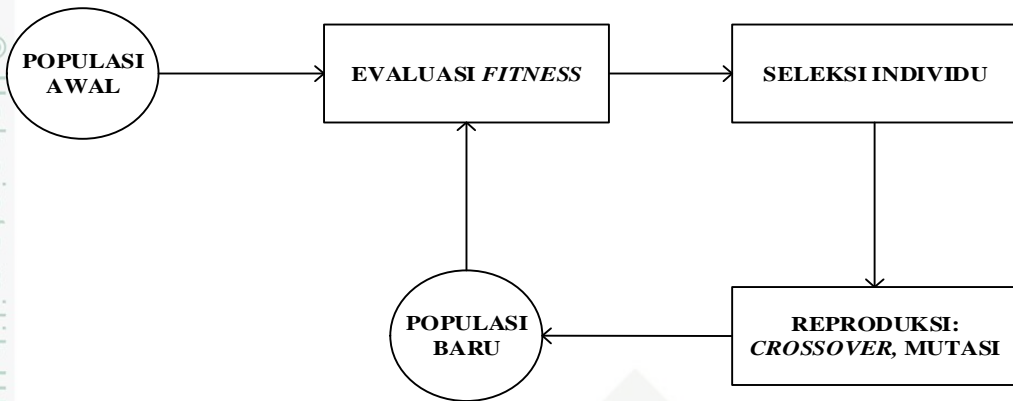 POPULASI
AWAL
EVALUASI FITNESS
SELEKSI INDIVIDU
POPULASI
BARU
REPRODUKSI:
CROSSOVER, MUTASI